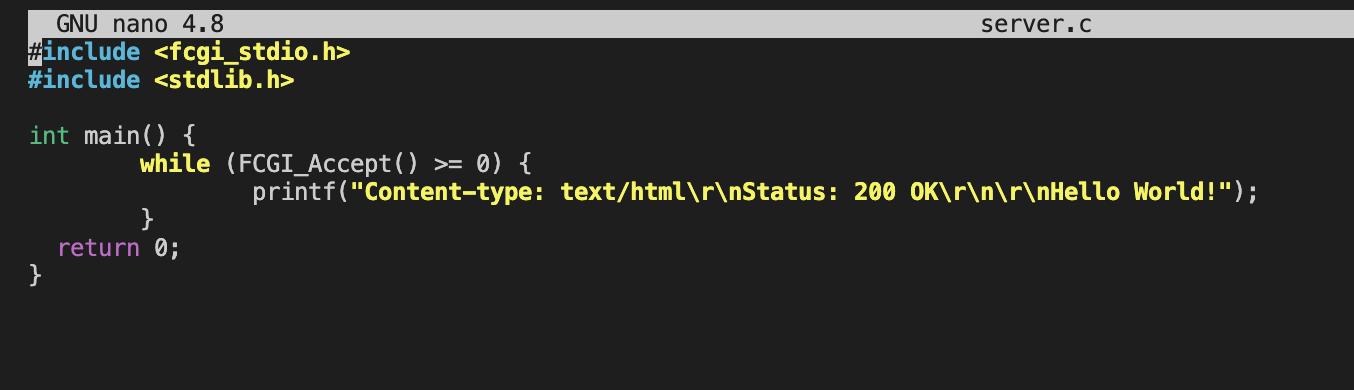 GNU nano 4.8 server.c
#include <fcgi_stdio.h>
#include <stdlib.h>
int main() {
while (FCGI_Accept() >= 0) {
printf("Content-type: text/html\r\nStatus: 200 OK\r\n\r\nHello World!");
}
return 0;
}